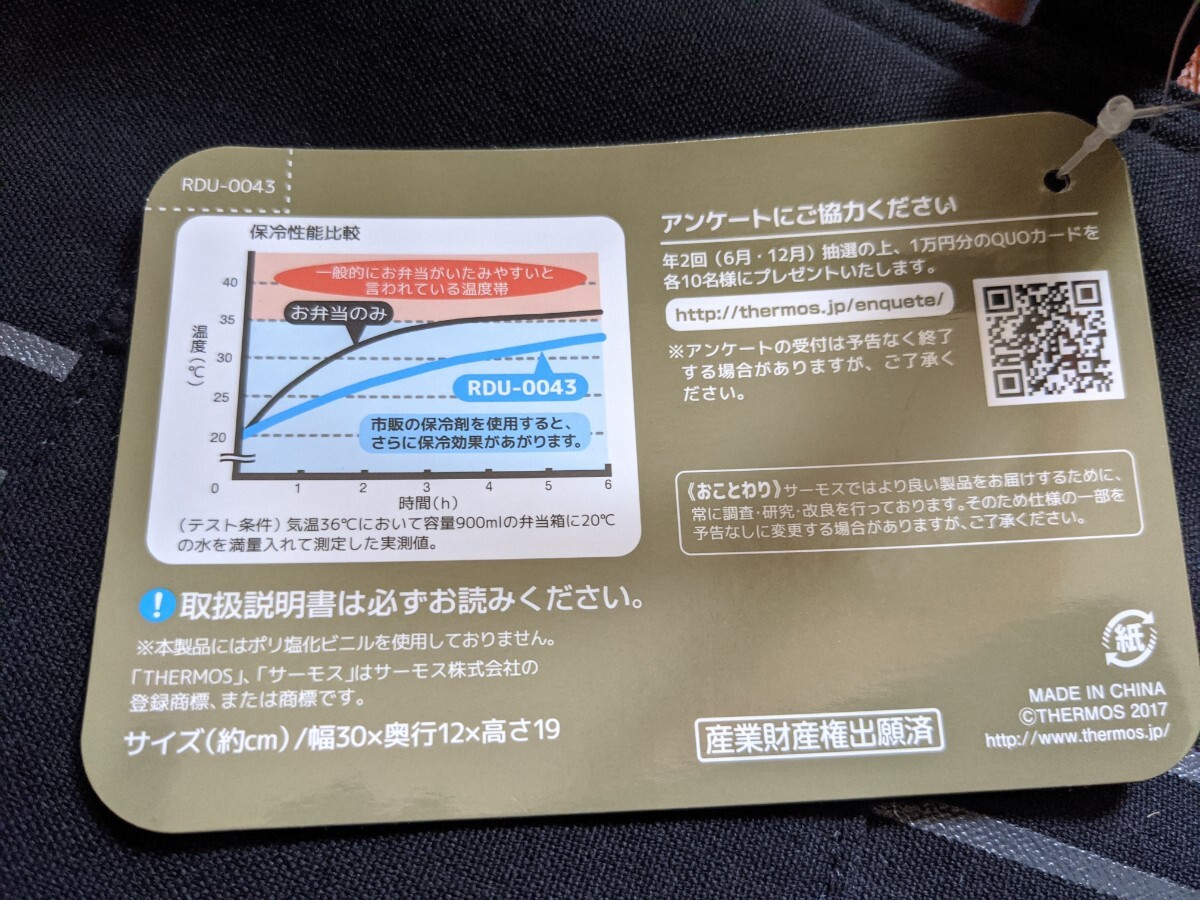 RDU-0043
保冷性能比較
一般的にお弁当がいたみやすいと
言われている温度帯
お弁当のみ
温度(℃)
40
35
30
25
20
0
1
2
3
4
5
6
RDU-0043
市販の保冷剤を使用すると、
さらに保冷効果があがります。
時間(h)
(テスト条件)気温36℃において容量900mlの弁当箱に20℃
の水を満量入れて測定した実測値。
!取扱説明書は必ずお読みください。
※本製品にはポリ塩化ビニルを使用しておりません。
「THERMOS」、「サーモス」はサーモス株式会社の
登録商標、または商標です。
サイズ(約cm)/幅30×奥行12×高さ19
アンケートにご協力ください
年2回(6月・12月)抽選の上、1万円分のQUOカードを
各10名様にプレゼントいたします。
http://thermos.jp/enquete/
※アンケートの受付は予告なく終了
する場合がありますが、ご了承く
ださい。
《おことわり》サーモスではより良い製品をお届けするために、
常に調査・研究・改良を行っております。そのため仕様の一部を
予告なしに変更する場合がありますが、ご了承ください。
紙
産業財産権出願済
MADE IN CHINA
©THERMOS 2017
http://www.thermos.jp/